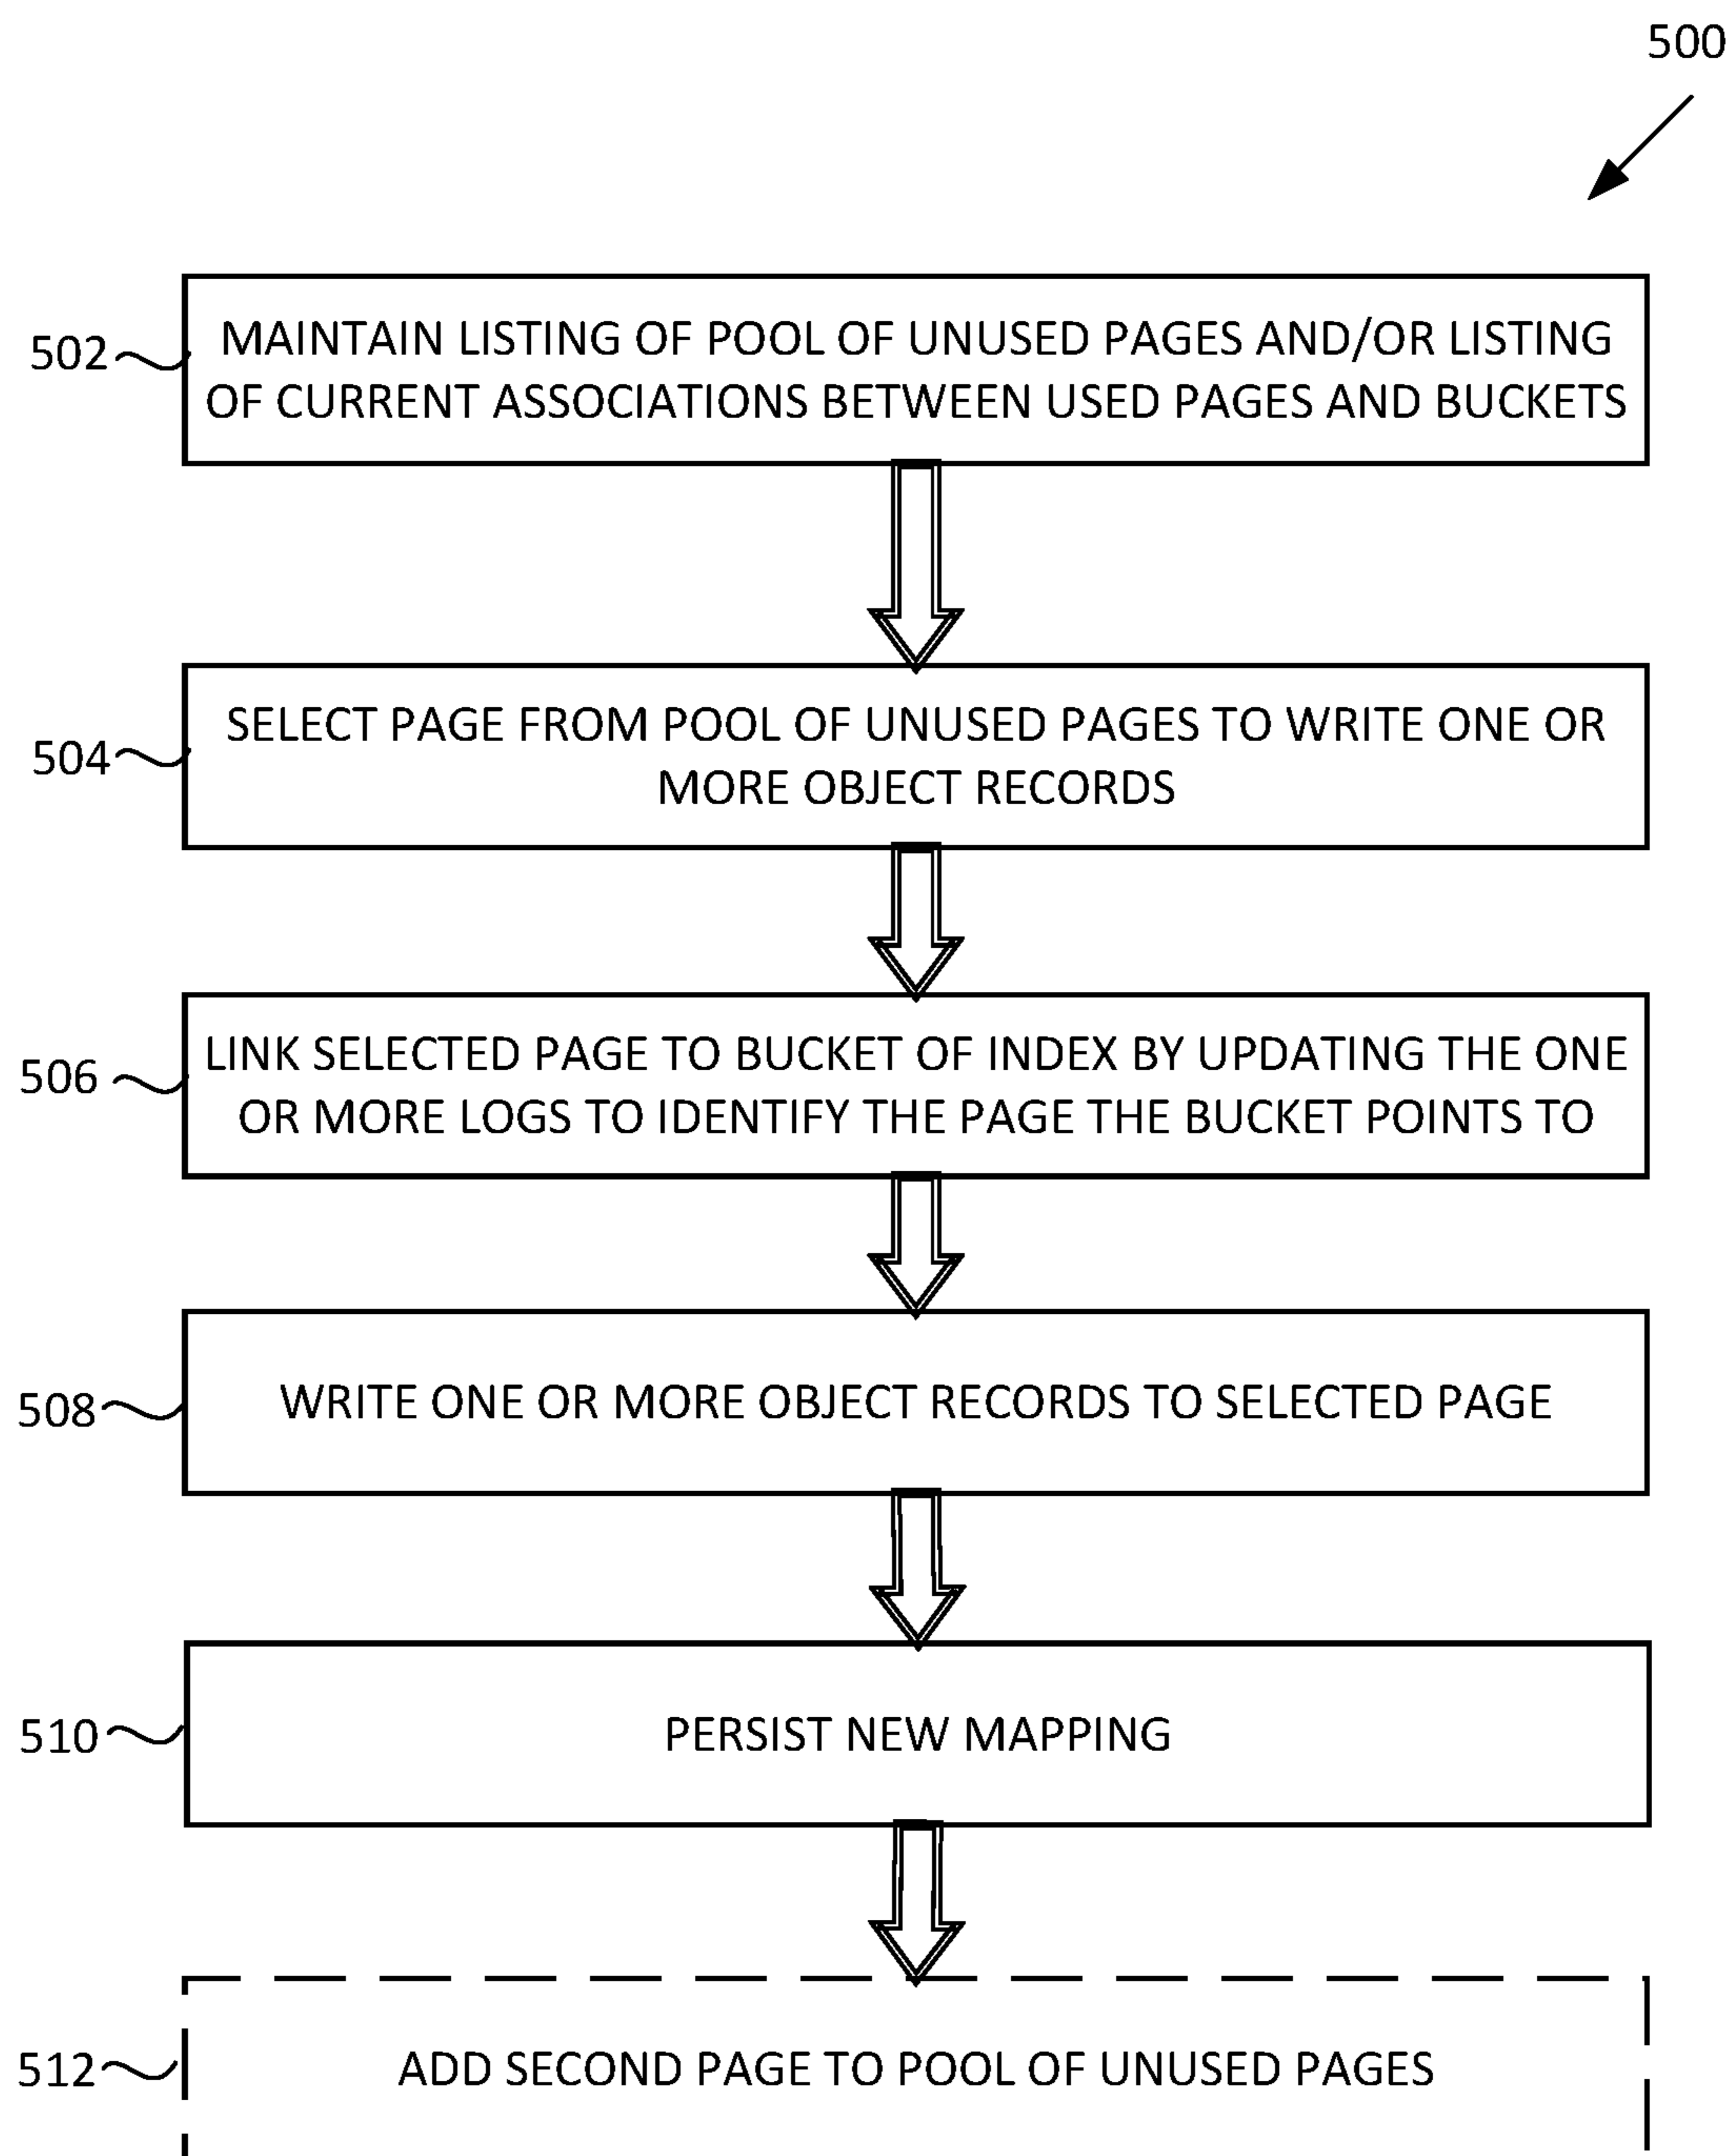 500
502
MAINTAIN LISTING OF POOL OF UNUSED PAGES AND/OR LISTING
OF CURRENT ASSOCIATIONS BETWEEN USED PAGES AND BUCKETS
504
SELECT PAGE FROM POOL OF UNUSED PAGES TO WRITE ONE OR
MORE OBJECT RECORDS
506
LINK SELECTED PAGE TO BUCKET OF INDEX BY UPDATING THE ONE
OR MORE LOGS TO IDENTIFY THE PAGE THE BUCKET POINTS TO
508
WRITE ONE OR MORE OBJECT RECORDS TO SELECTED PAGE
510
PERSIST NEW MAPPING
512
ADD SECOND PAGE TO POOL OF UNUSED PAGES